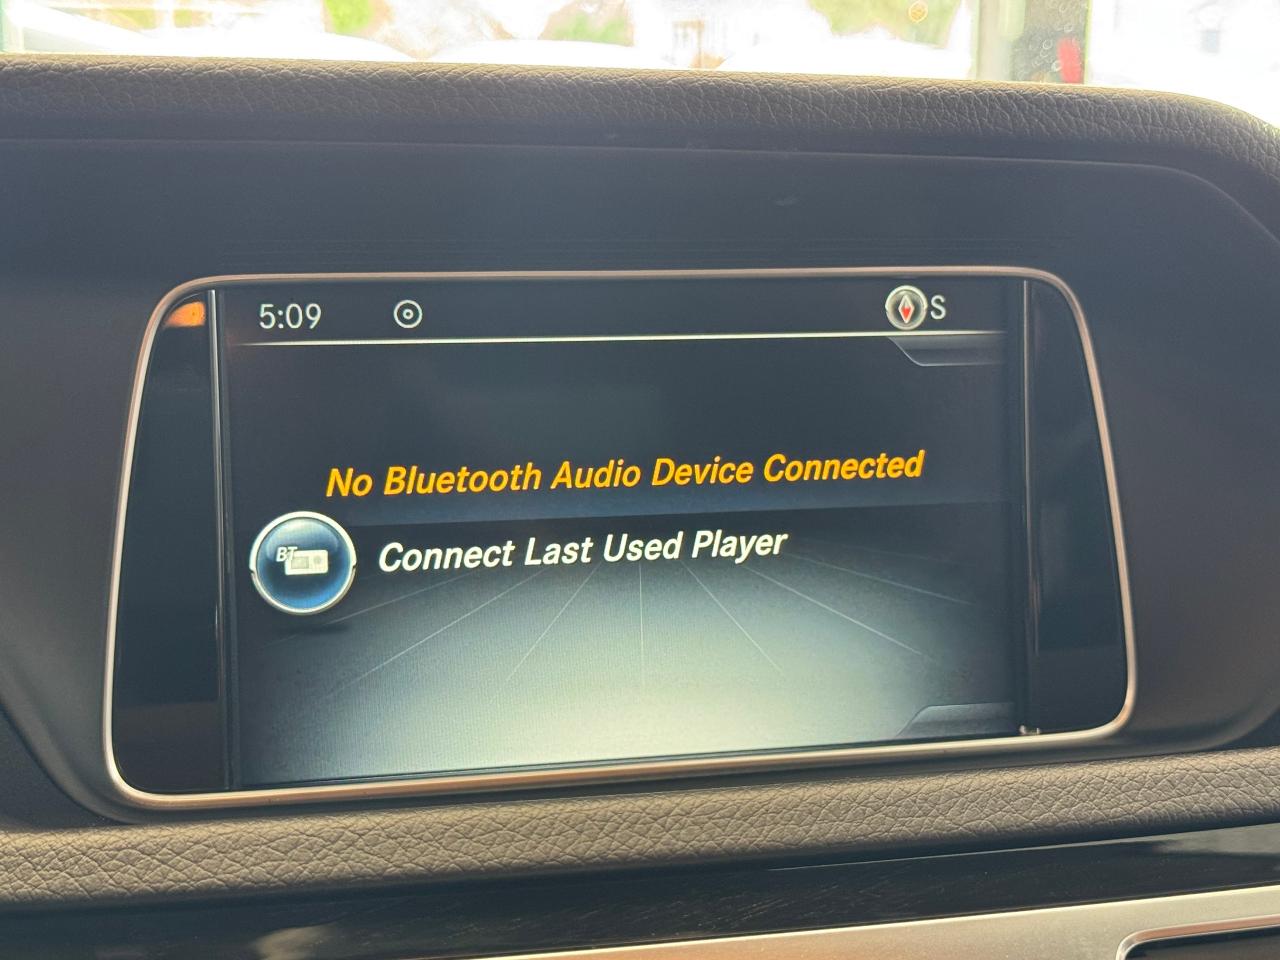 5:09
S
No Bluetooth Audio Device Connected
BT
Connect Last Used Player